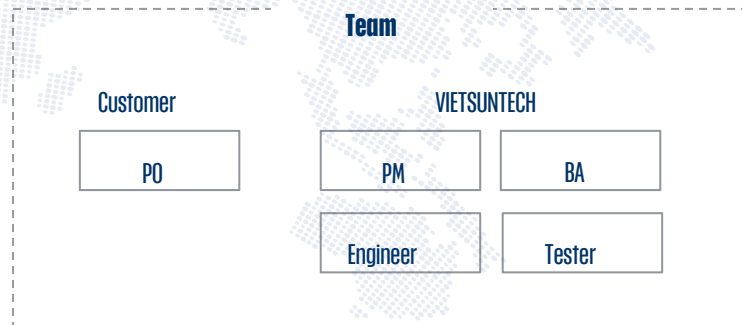 Team
Customer
VIETSUNTECH
PO
PM
BA
Engineer
Tester